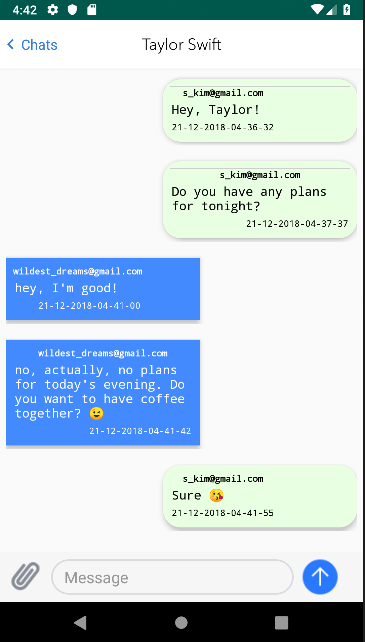 4:42
Chats
Taylor Swift
s_kim@gmail.com
Hey, Taylor!
21-12-2018-04-36-32
s_kim@gmail.com
Do you have any plans
for tonight?
21-12-2018-04-37-37
wildest_dreams@gmail.com
hey, I'm good!
21-12-2018-04-41-00
wildest_dreams@gmail.com
no, actually, no plans
for today's evening. Do
you want to have coffee
together? 😉
21-12-2018-04-41-42
s_kim@gmail.com
Sure 😘
21-12-2018-04-41-55
Message